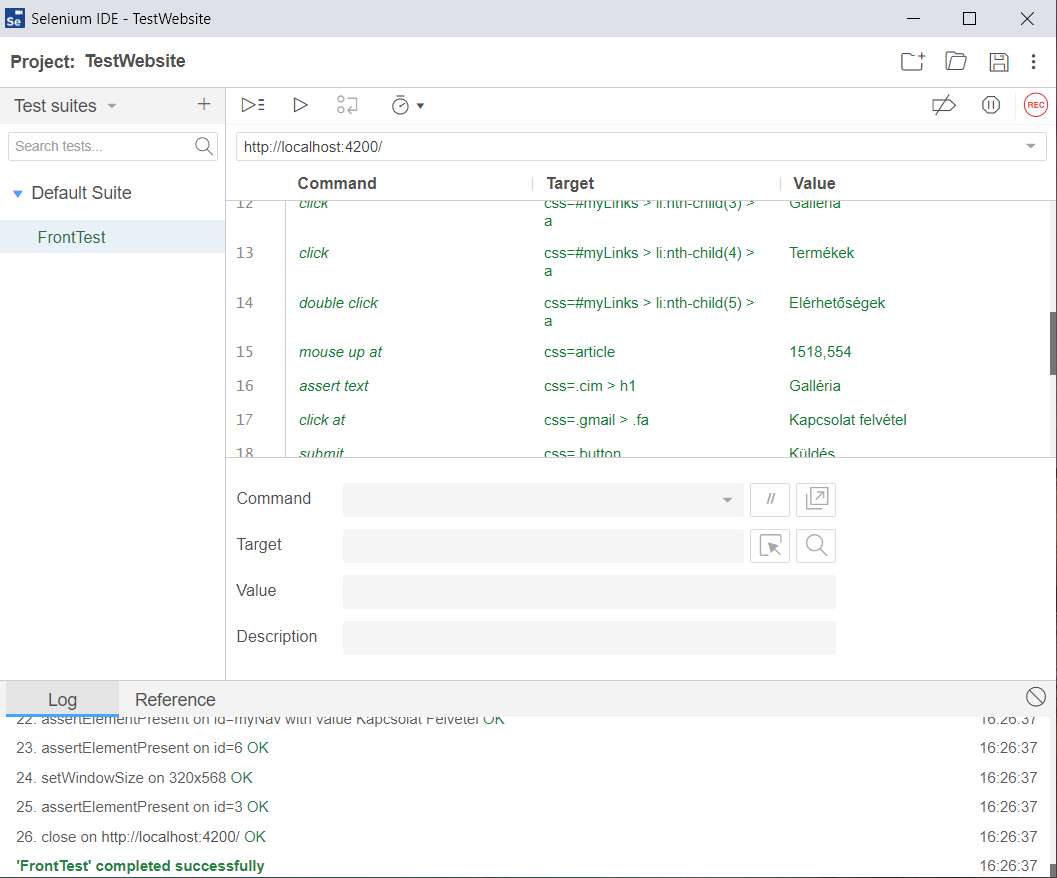 Se Selenium IDE - TestWebsite
Project: TestWebsite
Test suites
Search tests...
Default Suite
FrontTest
REC
http://localhost:4200/
Command Target Value
12 click css=#myLinks > li:nth-child(3) > a Galléria
13 click css=#myLinks > li:nth-child(4) > a Termékek
14 double click css=#myLinks > li:nth-child(5) > a Elérhetőségek
15 mouse up at css=article 1518,554
16 assert text css=.cim > h1 Galléria
17 click at css=.gmail > .fa Kapcsolat felvétel
18 submit css=.button Küldés
Command //
Target
Value
Description
Log Reference
22. assertElementPresent on id=myNav with value Kapcsolat Felvétel OK 16:26:37
23. assertElementPresent on id=6 OK 16:26:37
24. setWindowSize on 320x568 OK 16:26:37
25. assertElementPresent on id=3 OK 16:26:37
26. close on http://localhost:4200/ OK 16:26:37
'FrontTest' completed successfully 16:26:37